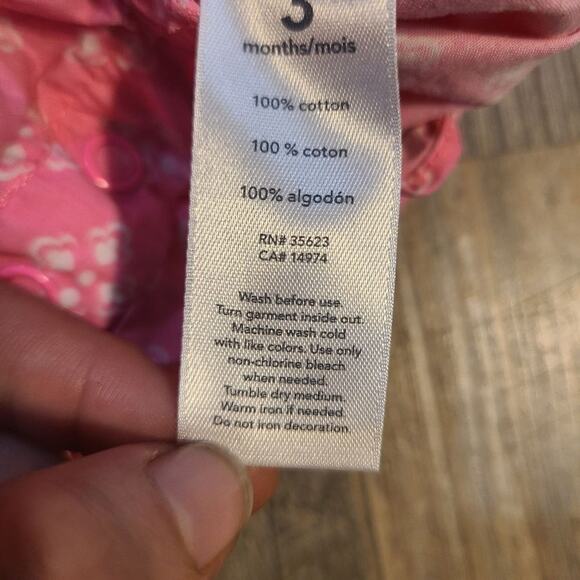 3
months/mois
100% cotton
100 % coton
100% algodón
RN# 35623
CA# 14974
Wash before use.
Turn garment inside out.
Machine wash cold
with like colors. Use only
non-chlorine bleach
when needed.
Tumble dry medium.
Warm iron if needed.
Do not iron decoration.